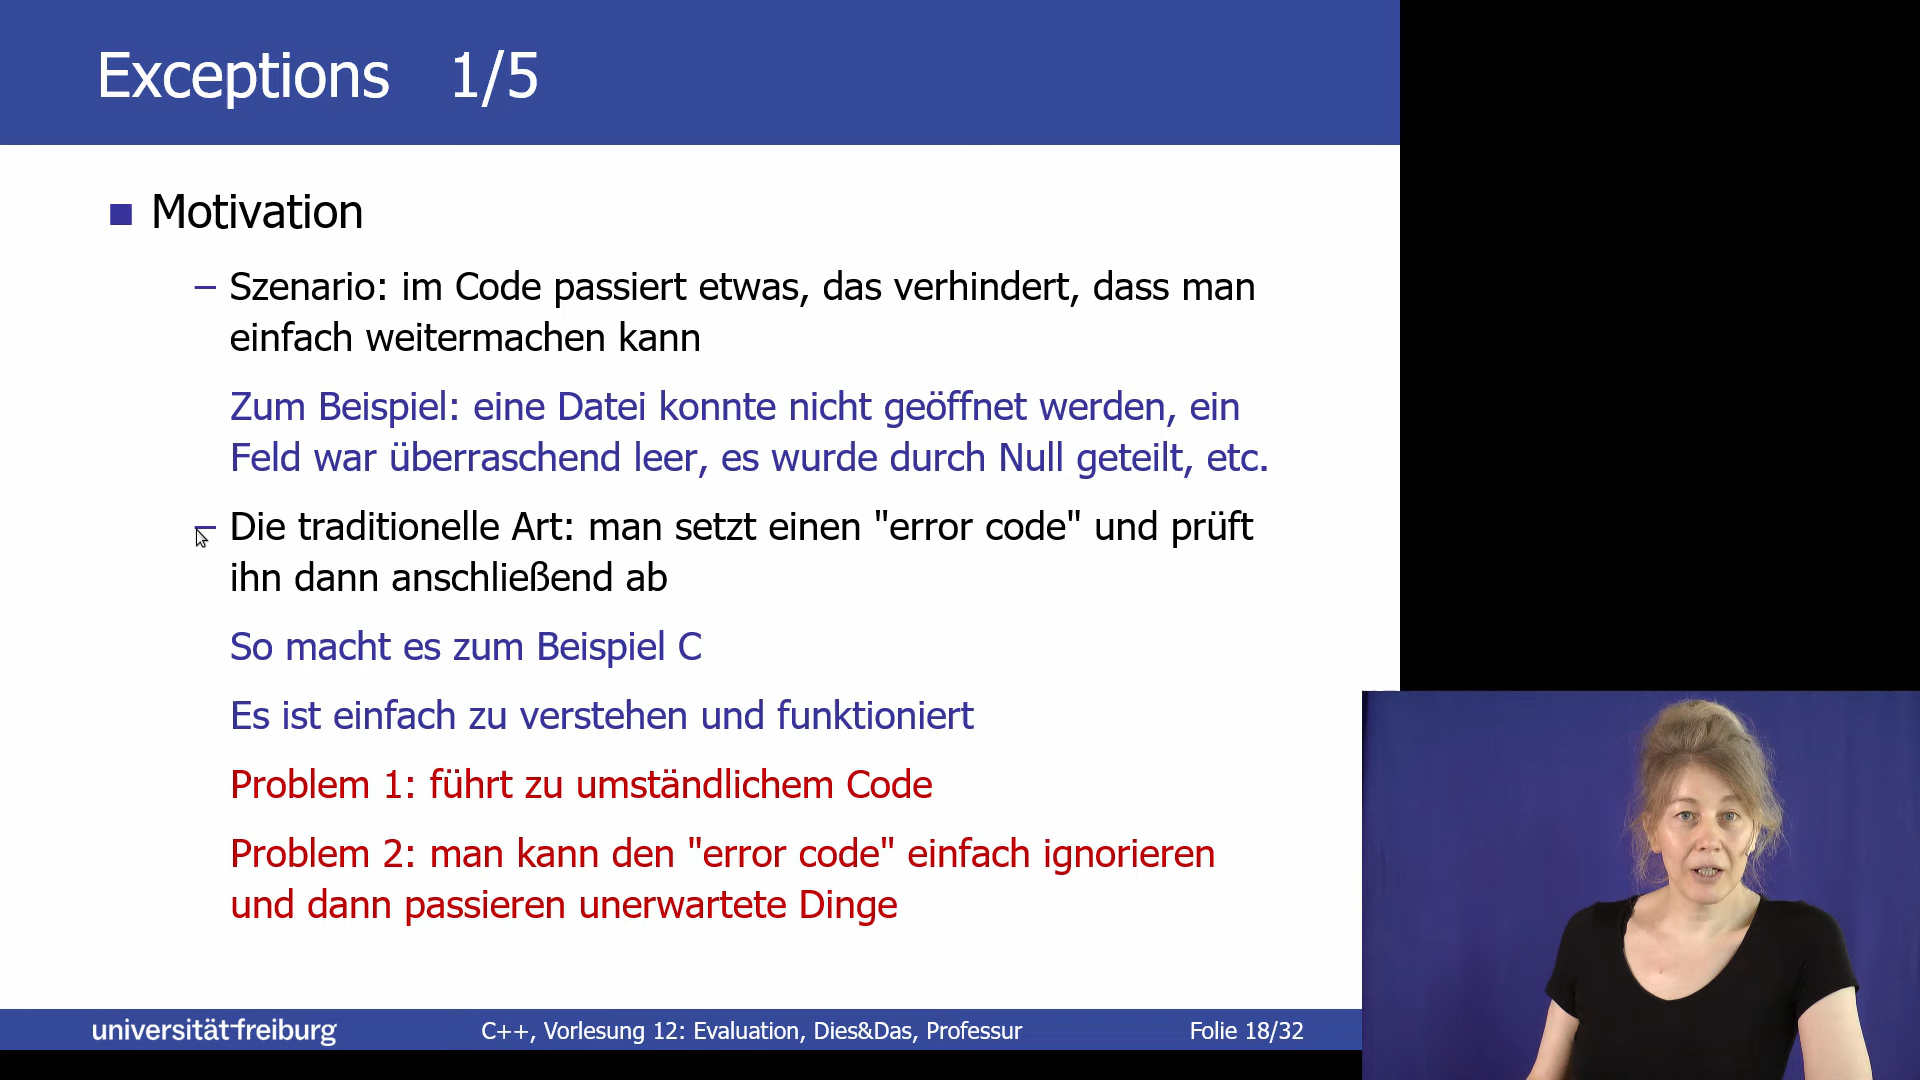 Exceptions 1/5
Motivation
– Szenario: im Code passiert etwas, das verhindert, dass man
einfach weitermachen kann
Zum Beispiel: eine Datei konnte nicht geöffnet werden, ein
Feld war überraschend leer, es wurde durch Null geteilt, etc.
– Die traditionelle Art: man setzt einen "error code" und prüft
ihn dann anschließend ab
So macht es zum Beispiel C
Es ist einfach zu verstehen und funktioniert
Problem 1: führt zu umständlichem Code
Problem 2: man kann den "error code" einfach ignorieren
und dann passieren unerwartete Dinge
universität freiburg
C++, Vorlesung 12: Evaluation, Dies&Das, Professur
Folie 18/32